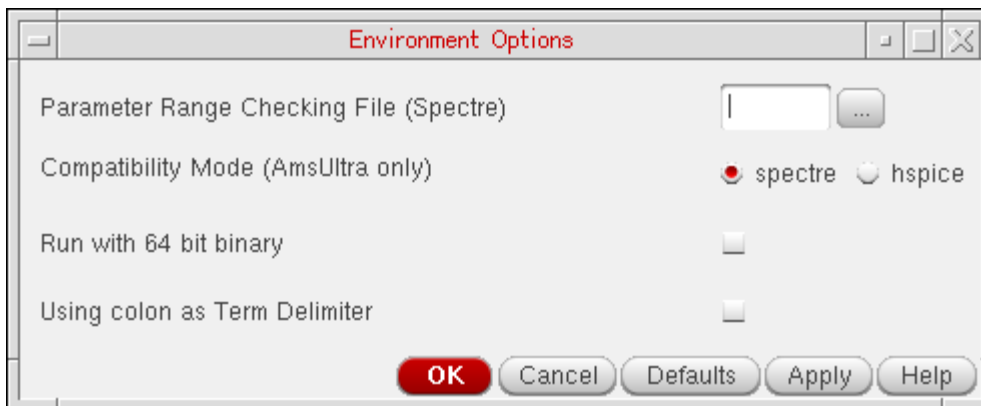 Environment Options
Parameter Range Checking File (Spectre) ...
Compatibility Mode (AmsUltra only) spectre hspice
Run with 64 bit binary
Using colon as Term Delimiter
OK Cancel Defaults Apply Help